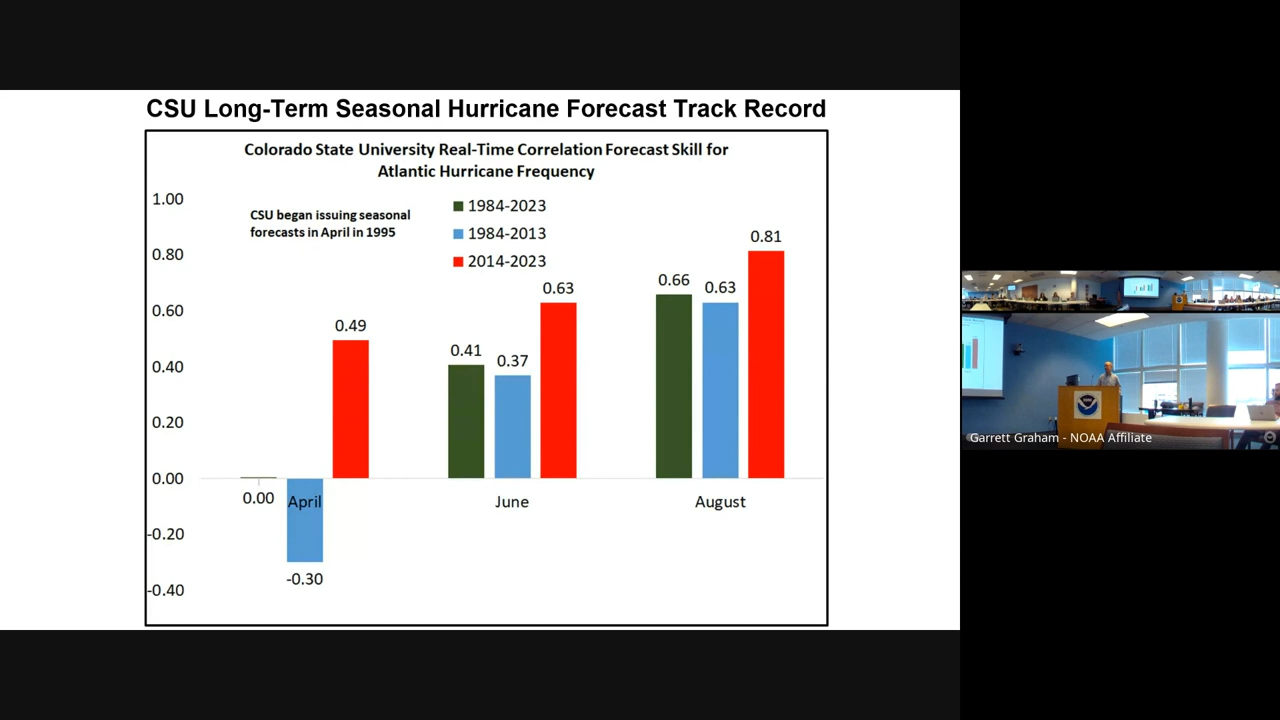 CSU Long-Term Seasonal Hurricane Forecast Track Record
Colorado State University Real-Time Correlation Forecast Skill for
Atlantic Hurricane Frequency
1.00
0.80
0.60
0.40
0.20
0.00
-0.20
-0.40
CSU began issuing seasonal
forecasts in April in 1995
1984-2023
1984-2013
2014-2023
0.00
-0.30
0.49
April
0.41
0.37
0.63
June
0.66
0.63
0.81
August
Garrett Graham - NOAA Affiliate